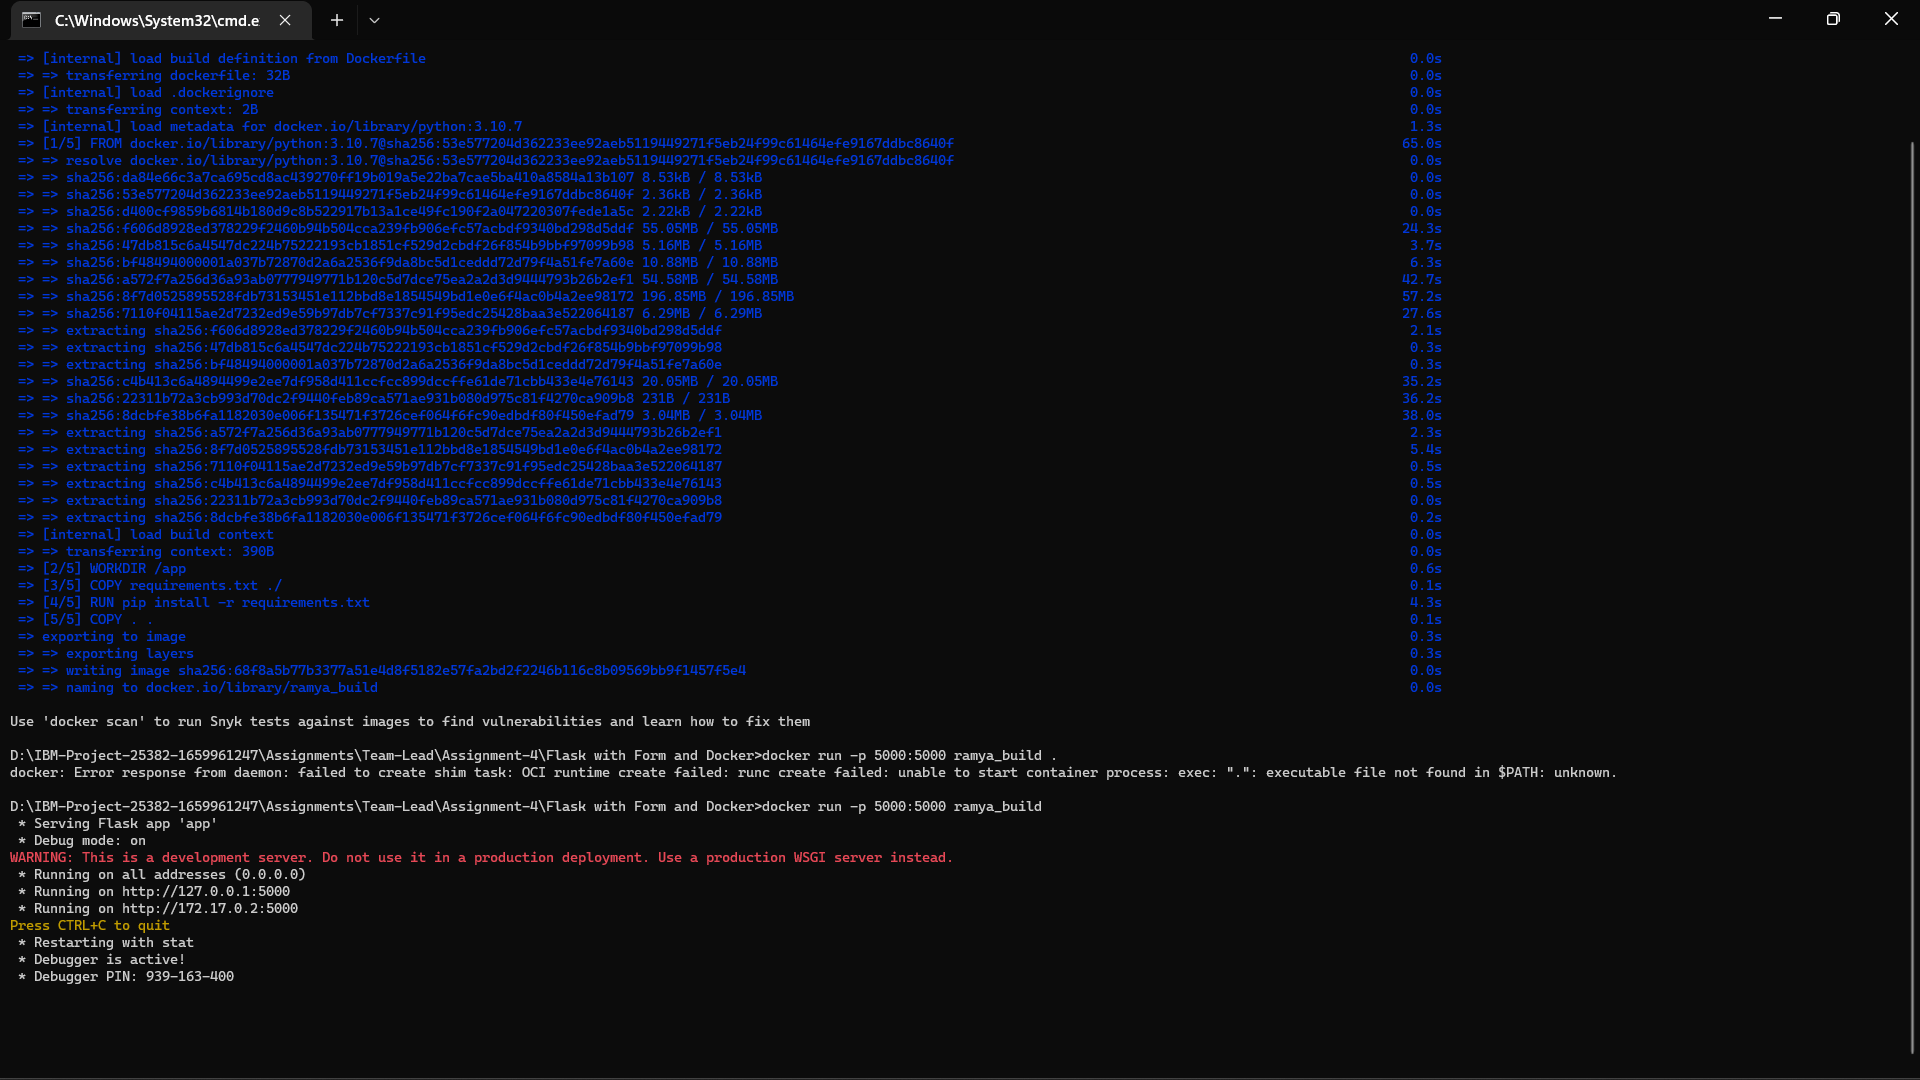 C:\Windows\System32\cmd.e
=> [internal] load build definition from Dockerfile 0.0s
=> => transferring dockerfile: 32B 0.0s
=> [internal] load .dockerignore 0.0s
=> => transferring context: 2B 0.0s
=> [internal] load metadata for docker.io/library/python:3.10.7 1.3s
=> [1/5] FROM docker.io/library/python:3.10.7@sha256:53e577204d362233ee92aeb5119449271f5eb24f99c61464efe9167ddbc8640f 65.0s
=> => resolve docker.io/library/python:3.10.7@sha256:53e577204d362233ee92aeb5119449271f5eb24f99c61464efe9167ddbc8640f 0.0s
=> => sha256:da84e66c3a7ca695cd8ac439270ff19b019a5e22ba7cae5ba410a8584a13b107 8.53kB / 8.53kB 0.0s
=> => sha256:53e577204d362233ee92aeb5119449271f5eb24f99c61464efe9167ddbc8640f 2.36kB / 2.36kB 0.0s
=> => sha256:d400cf9859b6814b180d9c8b522917b13a1ce49fc190f2a047220307fede1a5c 2.22kB / 2.22kB 0.0s
=> => sha256:f606d8928ed378229f2460b94b504cca239fb906efc57acbdf9340bd298d5ddf 55.05MB / 55.05MB 24.3s
=> => sha256:47db815c6a4547dc224b75222193cb1851cf529d2cbdf26f854b9bbf97099b98 5.16MB / 5.16MB 3.7s
=> => sha256:bf48494000001a037b72870d2a6a2536f9da8bc5d1ceddd72d79f4a51fe7a60e 10.88MB / 10.88MB 6.3s
=> => sha256:a572f7a256d36a93ab0777949771b120c5d7dce75ea2a2d3d9444793b26b2ef1 54.58MB / 54.58MB 42.7s
=> => sha256:8f7d0525895528fdb73153451e112bbd8e1854549bd1e0e6f4ac0b4a2ee98172 196.85MB / 196.85MB 57.2s
=> => sha256:7110f04115ae2d7232ed9e59b97db7cf7337c91f95edc25428baa3e522064187 6.29MB / 6.29MB 27.6s
=> => extracting sha256:f606d8928ed378229f2460b94b504cca239fb906efc57acbdf9340bd298d5ddf 2.1s
=> => extracting sha256:47db815c6a4547dc224b75222193cb1851cf529d2cbdf26f854b9bbf97099b98 0.3s
=> => extracting sha256:bf48494000001a037b72870d2a6a2536f9da8bc5d1ceddd72d79f4a51fe7a60e 0.3s
=> => sha256:c4b413c6a4894499e2ee7df958d411ccfcc899dccffe61de71cbb433e4e76143 20.05MB / 20.05MB 35.2s
=> => sha256:22311b72a3cb993d70dc2f9440feb89ca571ae931b080d975c81f4270ca909b8 231B / 231B 36.2s
=> => sha256:8dcbfe38b6fa1182030e006f135471f3726cef064f6fc90edbdf80f450efad79 3.04MB / 3.04MB 38.0s
=> => extracting sha256:a572f7a256d36a93ab0777949771b120c5d7dce75ea2a2d3d9444793b26b2ef1 2.3s
=> => extracting sha256:8f7d0525895528fdb73153451e112bbd8e1854549bd1e0e6f4ac0b4a2ee98172 5.4s
=> => extracting sha256:7110f04115ae2d7232ed9e59b97db7cf7337c91f95edc25428baa3e522064187 0.5s
=> => extracting sha256:c4b413c6a4894499e2ee7df958d411ccfcc899dccffe61de71cbb433e4e76143 0.5s
=> => extracting sha256:22311b72a3cb993d70dc2f9440feb89ca571ae931b080d975c81f4270ca909b8 0.0s
=> => extracting sha256:8dcbfe38b6fa1182030e006f135471f3726cef064f6fc90edbdf80f450efad79 0.2s
=> [internal] load build context 0.0s
=> => transferring context: 390B 0.0s
=> [2/5] WORKDIR /app 0.6s
=> [3/5] COPY requirements.txt ./ 0.1s
=> [4/5] RUN pip install -r requirements.txt 4.3s
=> [5/5] COPY . . 0.1s
=> exporting to image 0.3s
=> => exporting layers 0.3s
=> => writing image sha256:68f8a5b77b3377a51e4d8f5182e57fa2bd2f2246b116c8b09569bb9f1457f5e4 0.0s
=> => naming to docker.io/library/ramya_build 0.0s
Use 'docker scan' to run Snyk tests against images to find vulnerabilities and learn how to fix them
D:\IBM-Project-25382-1659961247\Assignments\Team-Lead\Assignment-4\Flask with Form and Docker>docker run -p 5000:5000 ramya_build .
docker: Error response from daemon: failed to create shim task: OCI runtime create failed: runc create failed: unable to start container process: exec: ".": executable file not found in $PATH: unknown.
D:\IBM-Project-25382-1659961247\Assignments\Team-Lead\Assignment-4\Flask with Form and Docker>docker run -p 5000:5000 ramya_build
* Serving Flask app 'app'
* Debug mode: on
WARNING: This is a development server. Do not use it in a production deployment. Use a production WSGI server instead.
* Running on all addresses (0.0.0.0)
* Running on http://127.0.0.1:5000
* Running on http://172.17.0.2:5000
Press CTRL+C to quit
* Restarting with stat
* Debugger is active!
* Debugger PIN: 939-163-400